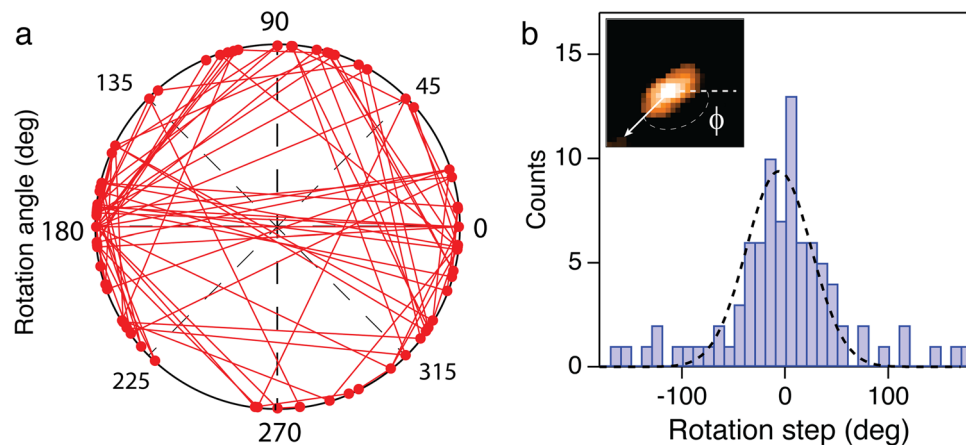 a
90
135
45
Rotation angle (deg)
180
0
225
315
270
b
15
10
5
0
Counts
ϕ
-100
0
100
Rotation step (deg)